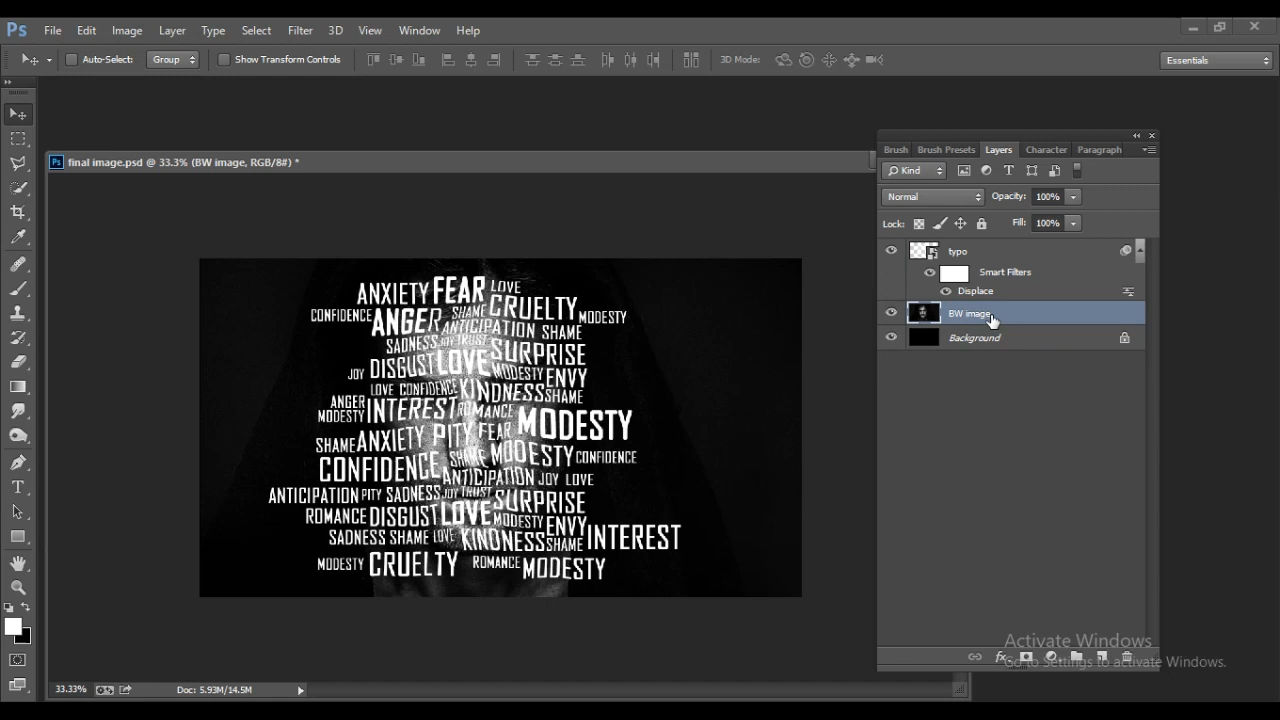 Ps File Edit Image Layer Type Select Filter 3D View Window Help
Auto-Select: Group Show Transform Controls 3D Mode: Essentials
Ps final image.psd @ 33.3% (BW image, RGB/8#) *
Brush Brush Presets Layers Character Paragraph
Kind
Normal Opacity: 100%
Lock: Fill: 100%
typo
Smart Filters
Displace
BW image
Background
ANXIETY FEAR LOVE
CONFIDENCE ANGER SHAME CRUELTY MODESTY
ANTICIPATION SHAME
SADNESS JOY TRUST SURPRISE
JOY DISGUST LOVE MODESTY ENVY
LOVE CONFIDENCE KINDNESS SHAME
ANGER
MODESTY INTEREST ROMANCE MODESTY
SHAME ANXIETY PITY FEAR
CONFIDENCE SHAME MODESTY CONFIDENCE
ANTICIPATION JOY LOVE
ANTICIPATION PITY SADNESS JOY TRUST SURPRISE
ROMANCE DISGUST LOVE MODESTY ENVY
SADNESS SHAME LOVE KINDNESS SHAME INTEREST
MODESTY CRUELTY ROMANCE MODESTY
Activate Windows
Go to Settings to activate Windows.
33.33% Doc: 5.93M/14.5M